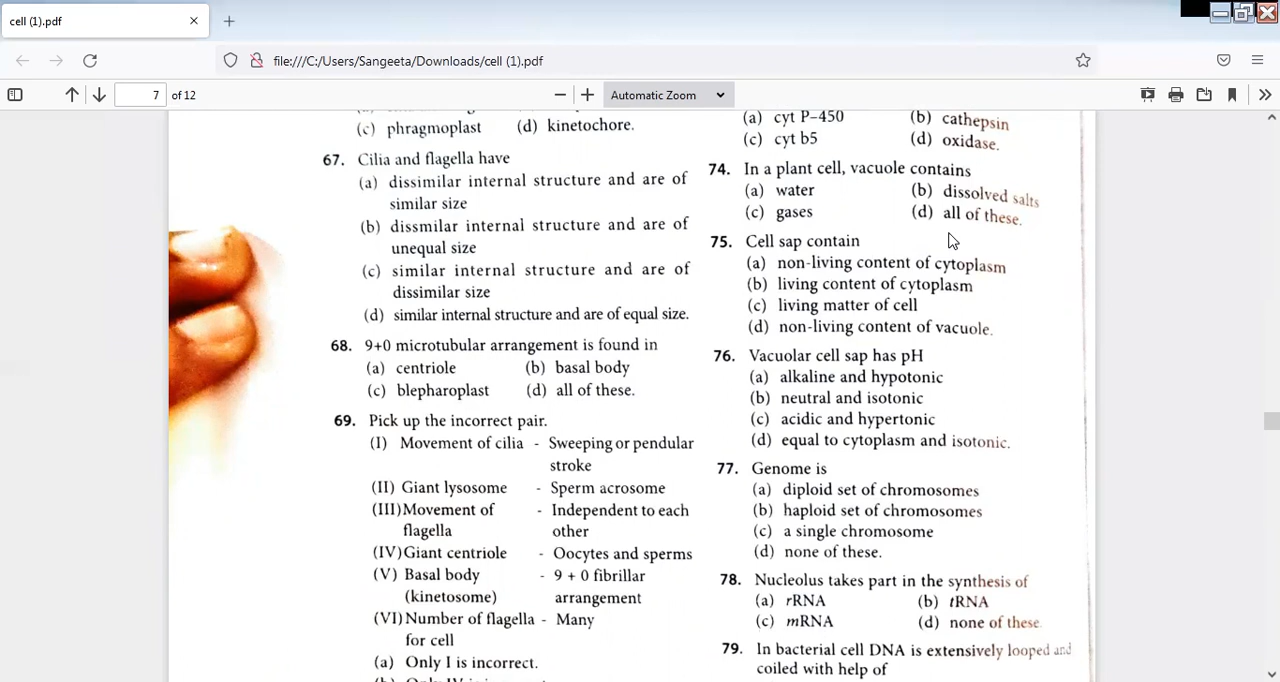 cell (1).pdf
file:///C:/Users/Sangeeta/Downloads/cell (1).pdf
7 of 12
Automatic Zoom
(c) phragmoplast (d) kinetochore.
67. Cilia and flagella have
(a) dissimilar internal structure and are of
similar size
(b) dissmilar internal structure and are of
unequal size
(c) similar internal structure and are of
dissimilar size
(d) similar internal structure and are of equal size.
68. 9+0 microtubular arrangement is found in
(a) centriole (b) basal body
(c) blepharoplast (d) all of these.
69. Pick up the incorrect pair.
(I) Movement of cilia - Sweeping or pendular
stroke
(II) Giant lysosome - Sperm acrosome
(III) Movement of - Independent to each
flagella other
(IV) Giant centriole - Oocytes and sperms
(V) Basal body - 9 + 0 fibrillar
(kinetosome) arrangement
(VI) Number of flagella - Many
for cell
(a) Only I is incorrect.
(a) cyt P-450 (b) cathepsin
(c) cyt b5 (d) oxidase.
74. In a plant cell, vacuole contains
(a) water (b) dissolved salts
(c) gases (d) all of these.
75. Cell sap contain
(a) non-living content of cytoplasm
(b) living content of cytoplasm
(c) living matter of cell
(d) non-living content of vacuole.
76. Vacuolar cell sap has pH
(a) alkaline and hypotonic
(b) neutral and isotonic
(c) acidic and hypertonic
(d) equal to cytoplasm and isotonic.
77. Genome is
(a) diploid set of chromosomes
(b) haploid set of chromosomes
(c) a single chromosome
(d) none of these.
78. Nucleolus takes part in the synthesis of
(a) rRNA (b) tRNA
(c) mRNA (d) none of these
79. In bacterial cell DNA is extensively looped and
coiled with help of